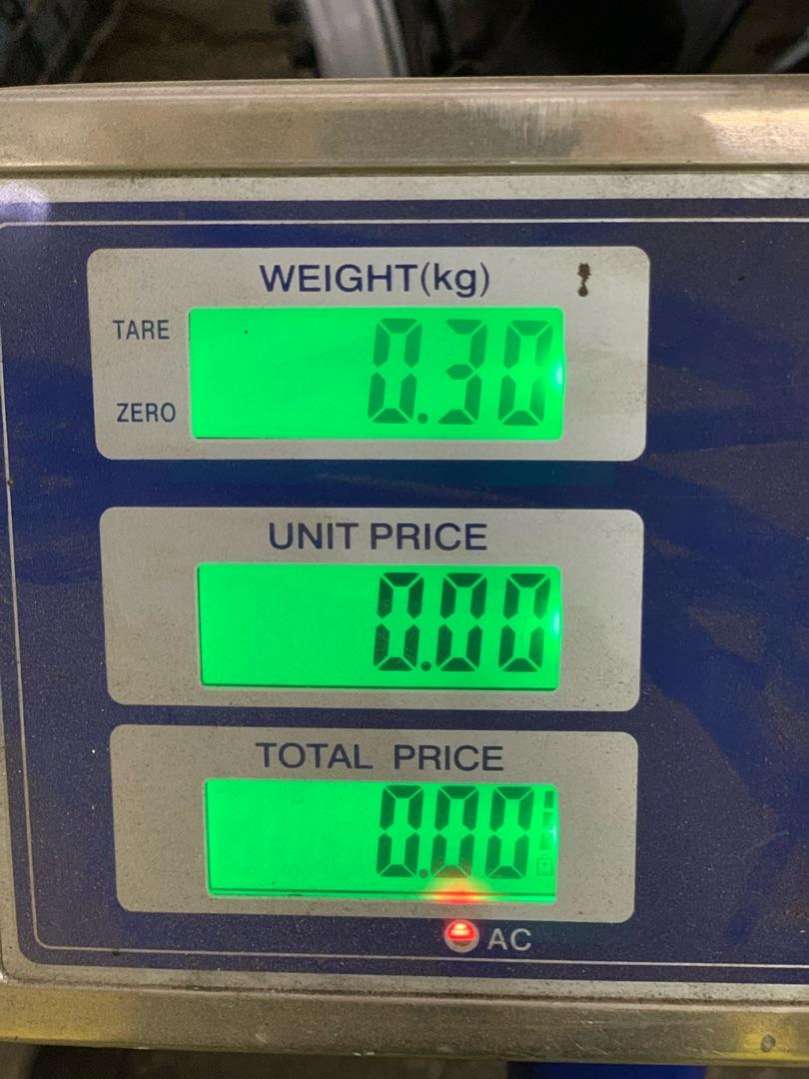 WEIGHT(kg)
TARE
0.30
ZERO
UNIT PRICE
0.00
TOTAL PRICE
0.00
AC